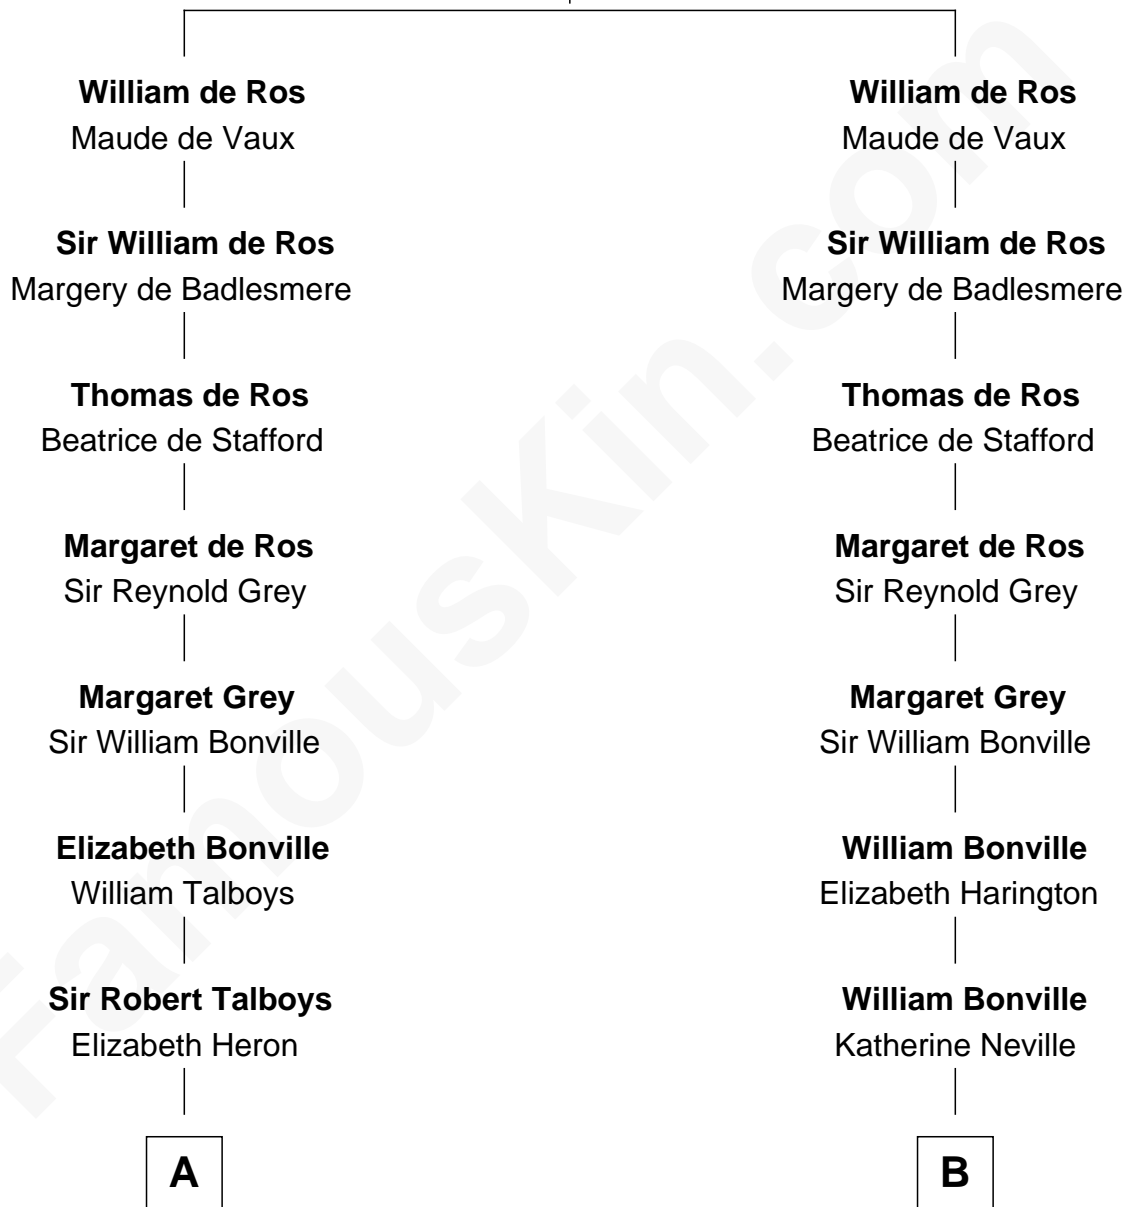 William de Ros
Maude de Vaux
Sir William de Ros
Margery de Badlesmere
Thomas de Ros
Beatrice de Stafford
Margaret de Ros
Sir Reynold Grey
Margaret Grey
Sir William Bonville
Elizabeth Bonville
William Talboys
Sir Robert Talboys
Elizabeth Heron
A
William de Ros
Maude de Vaux
Sir William de Ros
Margery de Badlesmere
Thomas de Ros
Beatrice de Stafford
Margaret de Ros
Sir Reynold Grey
Margaret Grey
Sir William Bonville
William Bonville
Elizabeth Harington
William Bonville
Katherine Neville
B
FamousKin.com